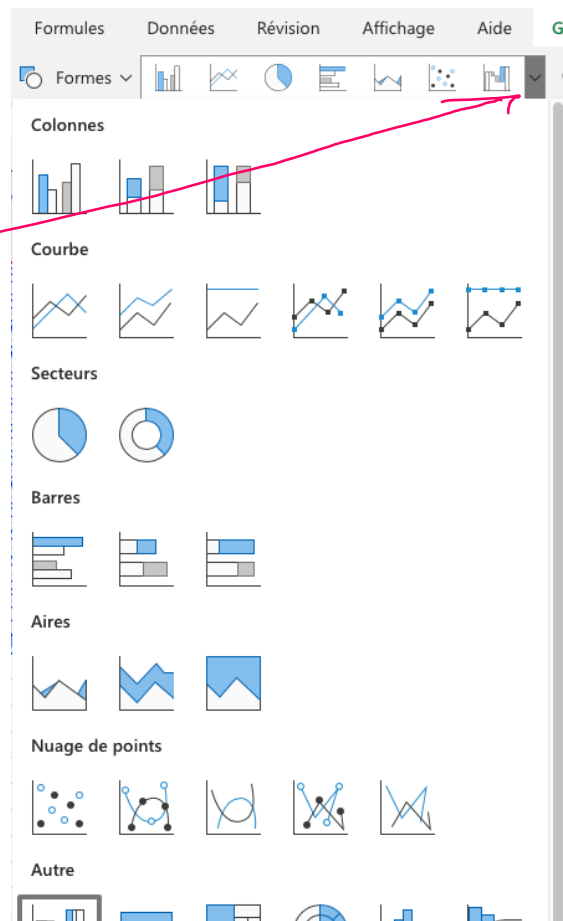 Formules Données Révision Affichage Aide G
Formes
Colonnes
Courbe
Secteurs
Barres
Aires
Nuage de points
Autre